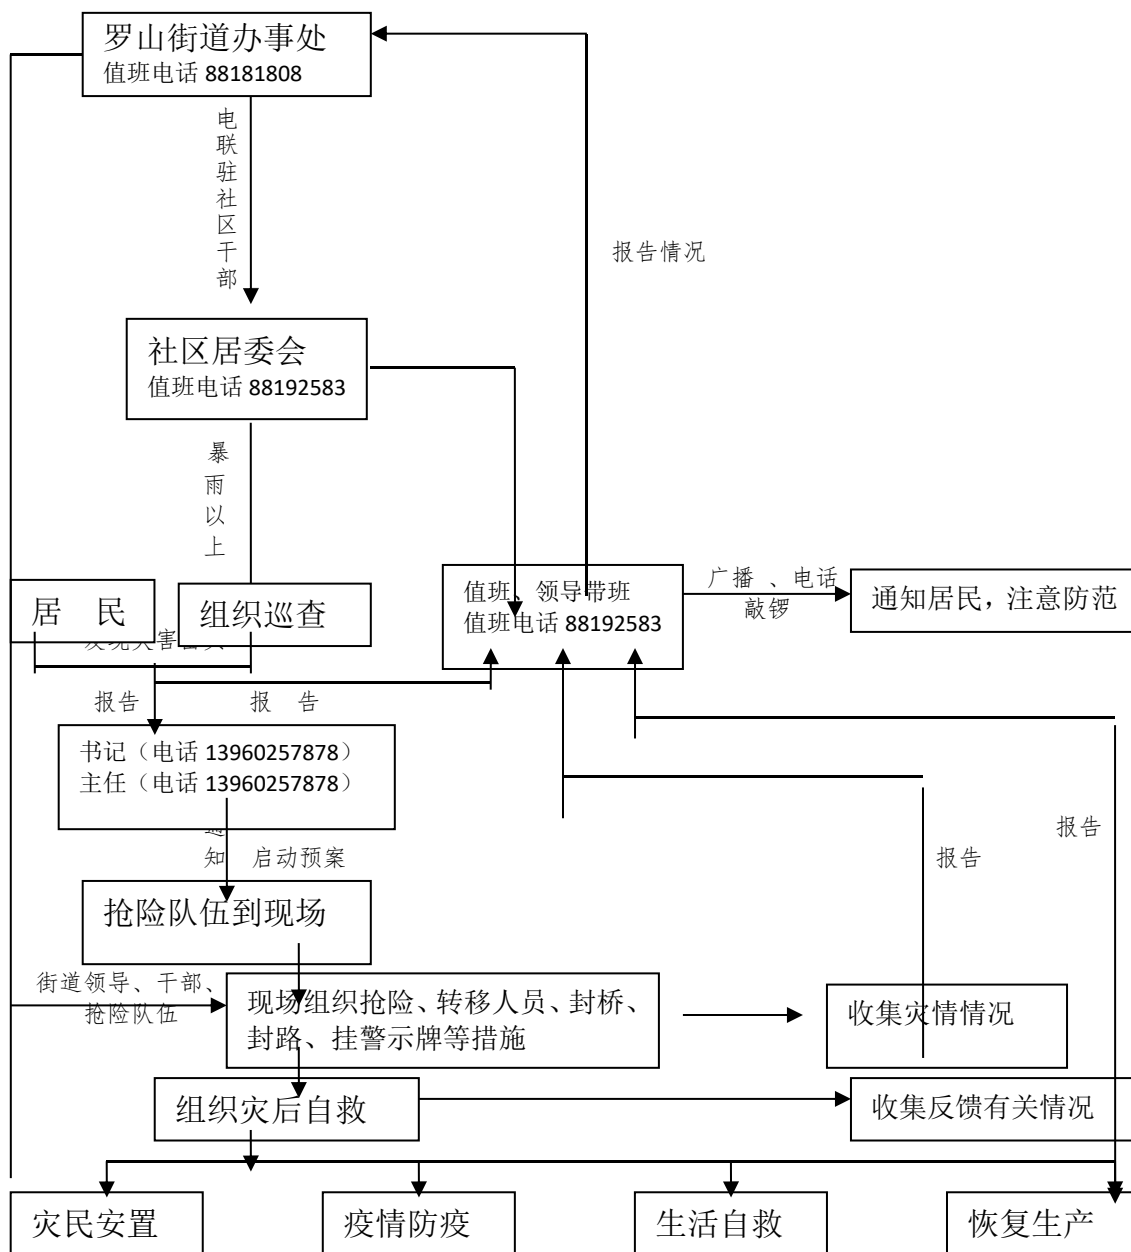 罗山街道办事处
值班电话 88181808
电联驻社区干部
报告情况
社区居委会
值班电话 88192583
暴雨以上
居 民
组织巡查
值班、领导带班
值班电话 88192583
广播 、电话
敲锣
通知居民，注意防范
报告
报 告
书记（电话 13960257878）
主任（电话 13960257878）
知
启动预案
报告
报告
抢险队伍到现场
街道领导、干部、
抢险队伍
现场组织抢险、转移人员、封桥、
封路、挂警示牌等措施
收集灾情情况
组织灾后自救
收集反馈有关情况
灾民安置
疫情防疫
生活自救
恢复生产